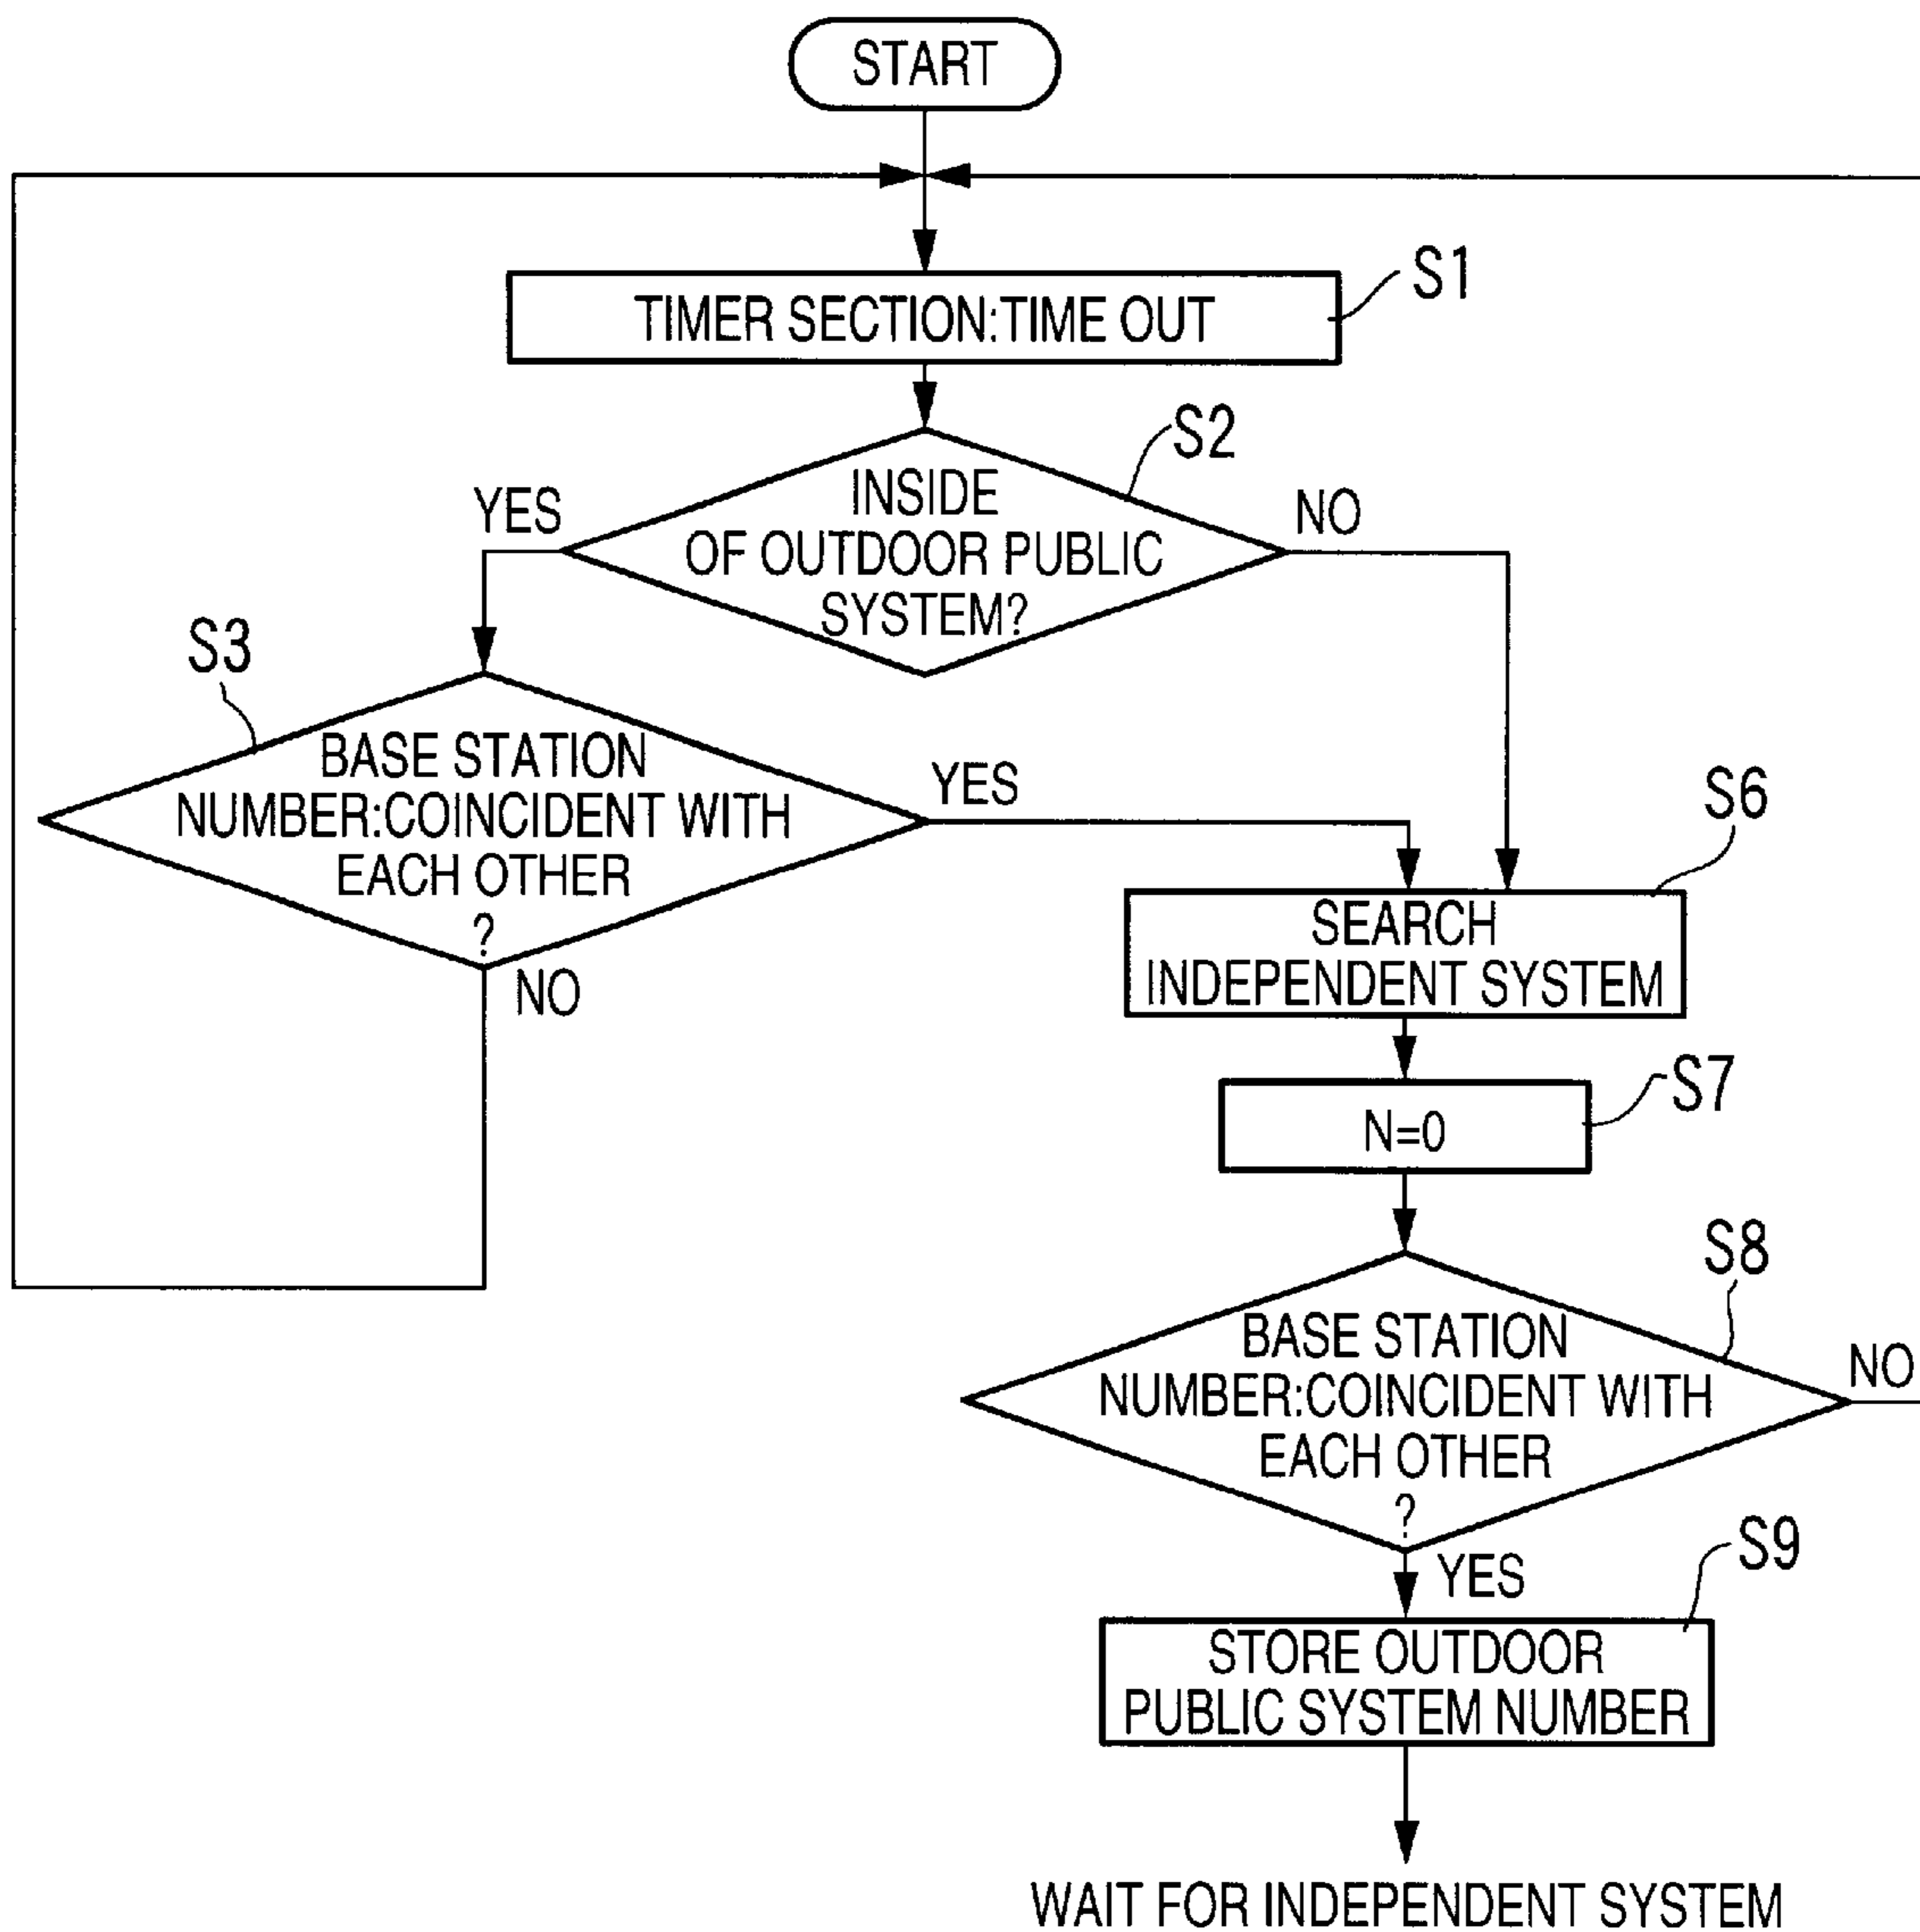 START
TIMER SECTION:TIME OUT
S1
S2
INSIDE
OF OUTDOOR PUBLIC
SYSTEM?
YES
NO
S3
BASE STATION
NUMBER:COINCIDENT WITH
EACH OTHER
?
YES
NO
S6
SEARCH
INDEPENDENT SYSTEM
S7
N=0
S8
BASE STATION
NUMBER:COINCIDENT WITH
EACH OTHER
?
NO
YES
S9
STORE OUTDOOR
PUBLIC SYSTEM NUMBER
WAIT FOR INDEPENDENT SYSTEM